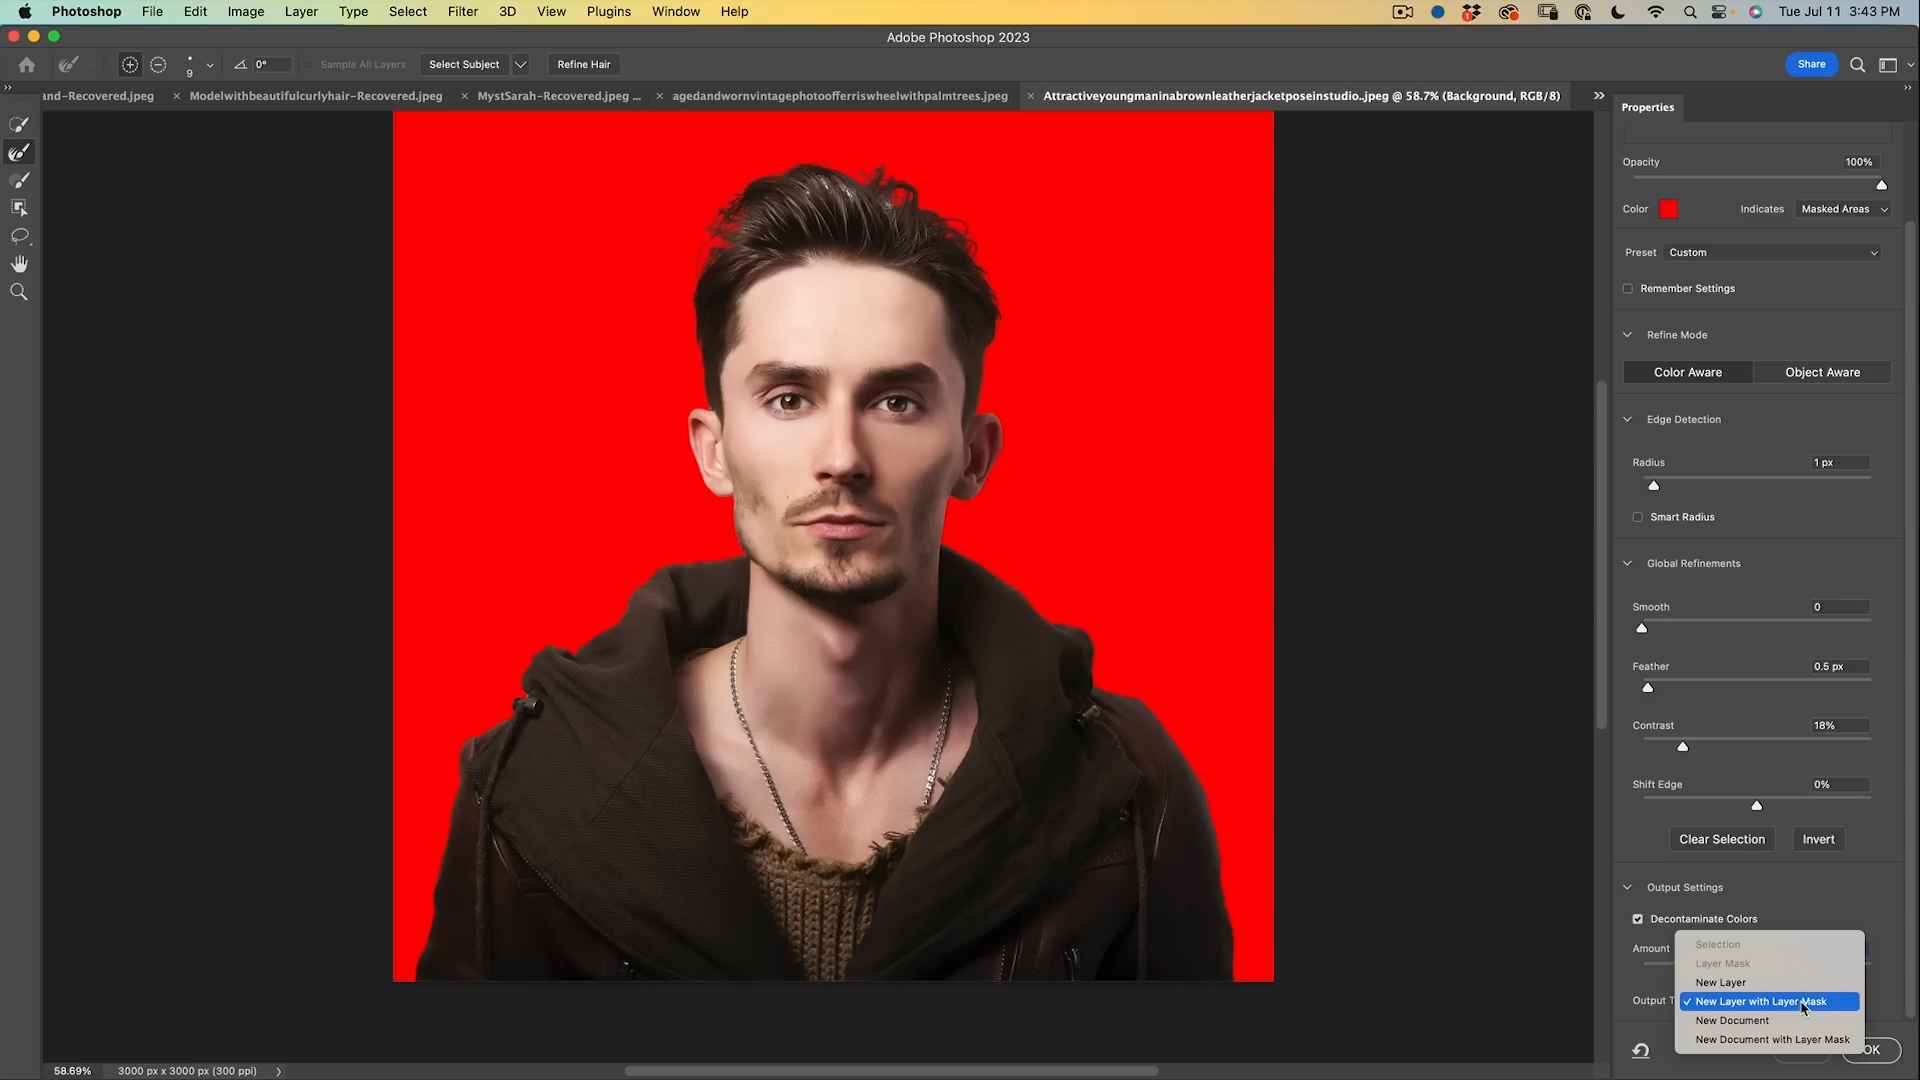 Photoshop File Edit Image Layer Type Select Filter 3D View Plugins Window Help 1 Tue Jul 11 3:43 PM
Adobe Photoshop 2023
9 0° Sample All Layers Select Subject Refine Hair Share
and-Recovered.jpeg × Modelwithbeautifulcurlyhair-Recovered.jpeg × MystSarah-Recovered.jpeg ... × agedandwornvintagephotoofferriswheelwithpalmtrees.jpeg × Attractiveyoungmaninabrownleatherjacketposeinstudio..jpeg @ 58.7% (Background, RGB/8)
Properties
Opacity 100%
Color Indicates Masked Areas
Preset Custom
Remember Settings
Refine Mode
Color Aware Object Aware
Edge Detection
Radius 1 px
Smart Radius
Global Refinements
Smooth 0
Feather 0.5 px
Contrast 18%
Shift Edge 0%
Clear Selection Invert
Output Settings
Decontaminate Colors
Selection
Amount
Layer Mask
New Layer
Output T
New Layer with Layer Mask
New Document
New Document with Layer Mask
OK
58.69% 3000 px x 3000 px (300 ppi)